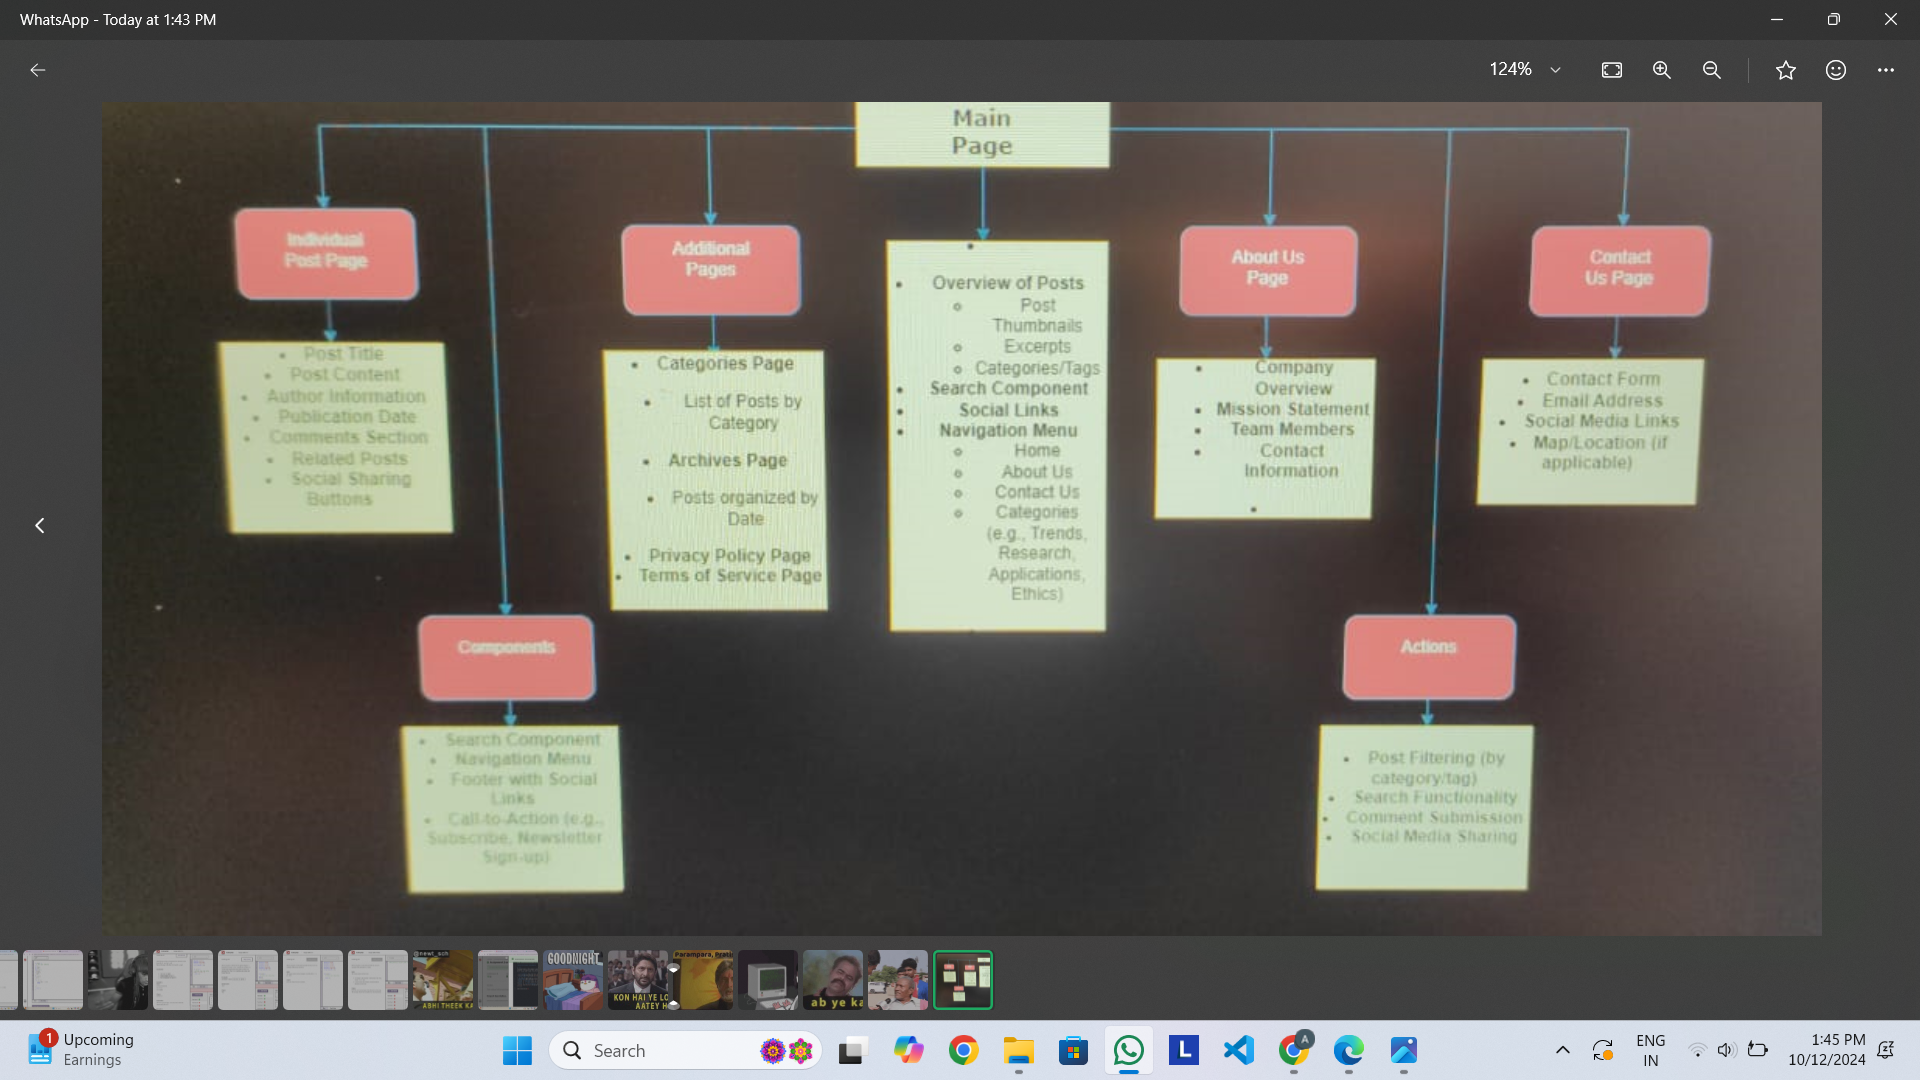 WhatsApp - Today at 1:43 PM
124%
Main
Page
Individual
Post Page
Additional
Pages
About Us
Page
Contact
Us Page
Post Title
Post Content
Author Information
Publication Date
Comments Section
Related Posts
Social Sharing
Buttons
Categories Page
List of Posts by
Category
Archives Page
Posts organized by
Date
Privacy Policy Page
Terms of Service Page
Overview of Posts
Post
Thumbnails
Excerpts
Categories/Tags
Search Component
Social Links
Navigation Menu
Home
About Us
Contact Us
Categories
(e.g., Trends,
Research,
Applications,
Ethics)
Company
Overview
Mission Statement
Team Members
Contact
Information
Contact Form
Email Address
Social Media Links
Map/Location (if
applicable)
Components
Search Component
Navigation Menu
Footer with Social
Links
Call-to-Action (e.g.,
Subscribe, Newsletter
Sign-up)
Actions
Post Filtering (by
category/tag)
Search Functionality
Comment Submission
Social Media Sharing
ABHI THEEK KA
GOODNIGHT
KON HAI YE LO
AATEY H
Parampara, Prati
ab ye ka
1
Upcoming
Earnings
Search
L
A
ENG
IN
1:45 PM
10/12/2024